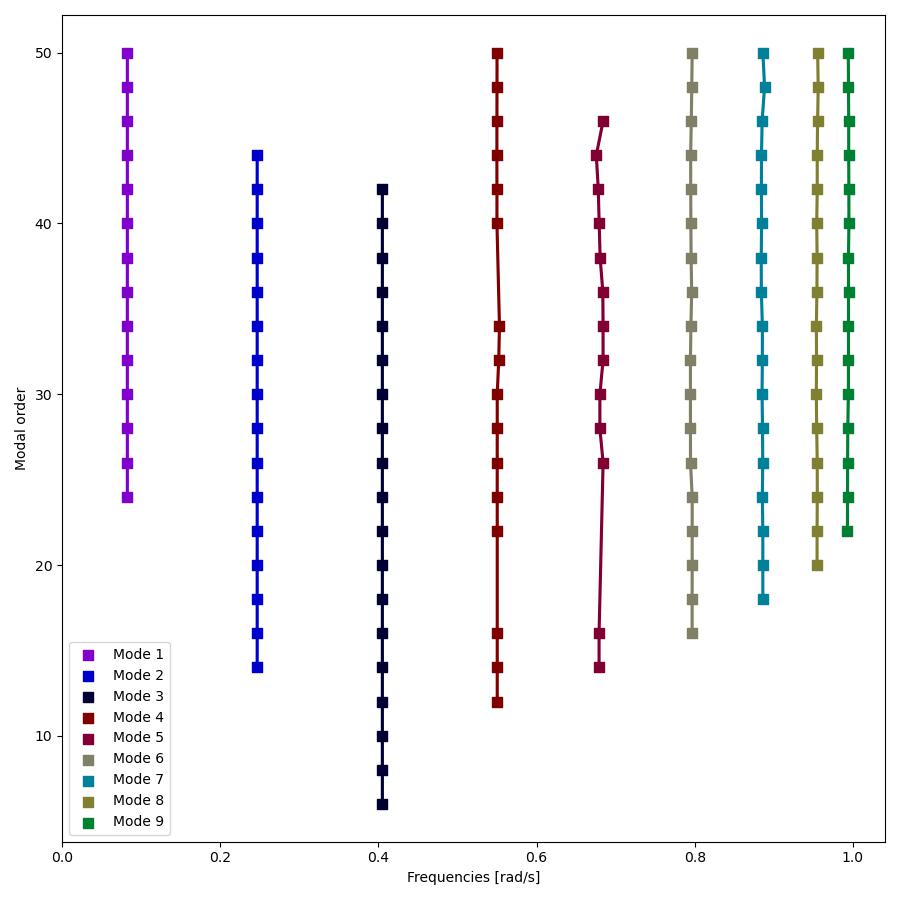 50
40
30
20
10
Modal order
Mode 1
Mode 2
Mode 3
Mode 4
Mode 5
Mode 6
Mode 7
Mode 8
Mode 9
0.0 0.2 0.4 0.6 0.8 1.0
Frequencies [rad/s]